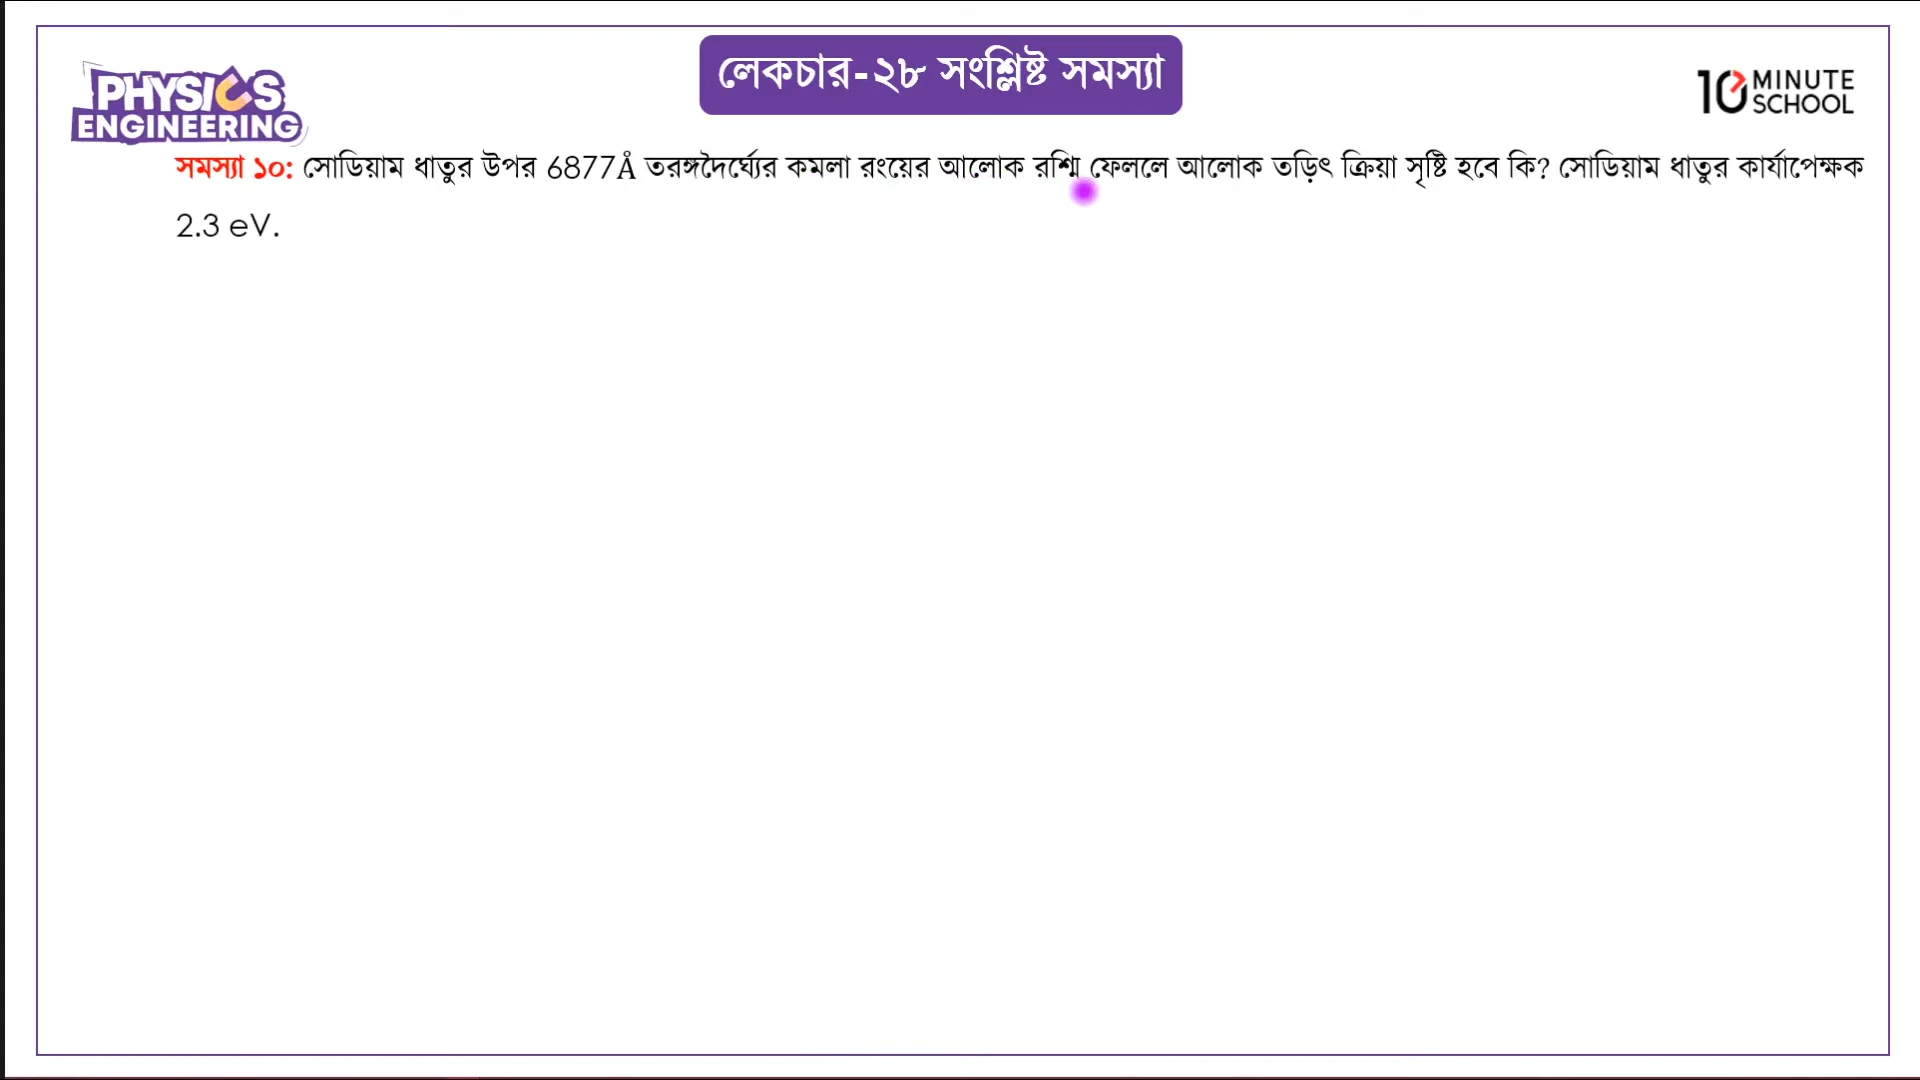 লেকচার-২৮ সংশ্লিষ্ট সমস্যা
PHYSICS
ENGINEERING
10 MINUTE
SCHOOL
সমস্যা ১০: সোডিয়াম ধাতুর উপর 6877Å তরঙ্গদৈর্ঘ্যের কমলা রংয়ের আলোক রশ্মি ফেললে আলোক তড়িৎ ক্রিয়া সৃষ্টি হবে কি? সোডিয়াম ধাতুর কার্যাপেক্ষক
2.3 eV.